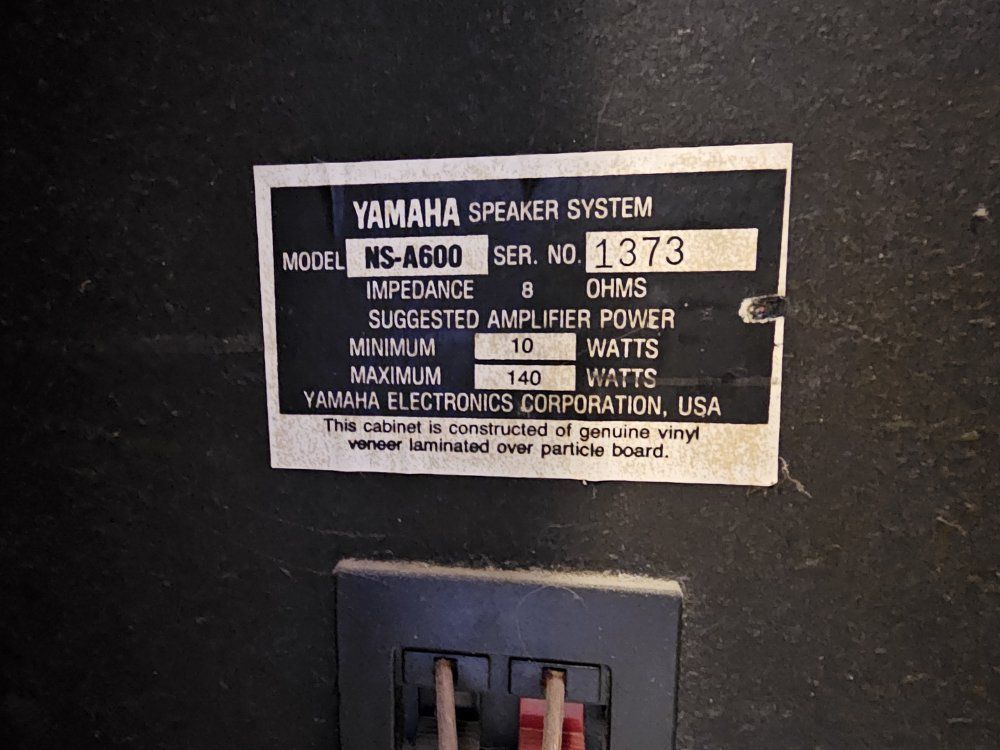 YAMAHA SPEAKER SYSTEM
MODEL NS-A600 SER. NO. 1373
IMPEDANCE 8 OHMS
SUGGESTED AMPLIFIER POWER
MINIMUM 10 WATTS
MAXIMUM 140 WATTS
YAMAHA ELECTRONICS CORPORATION, USA
This cabinet is constructed of genuine vinyl
veneer laminated over particle board.